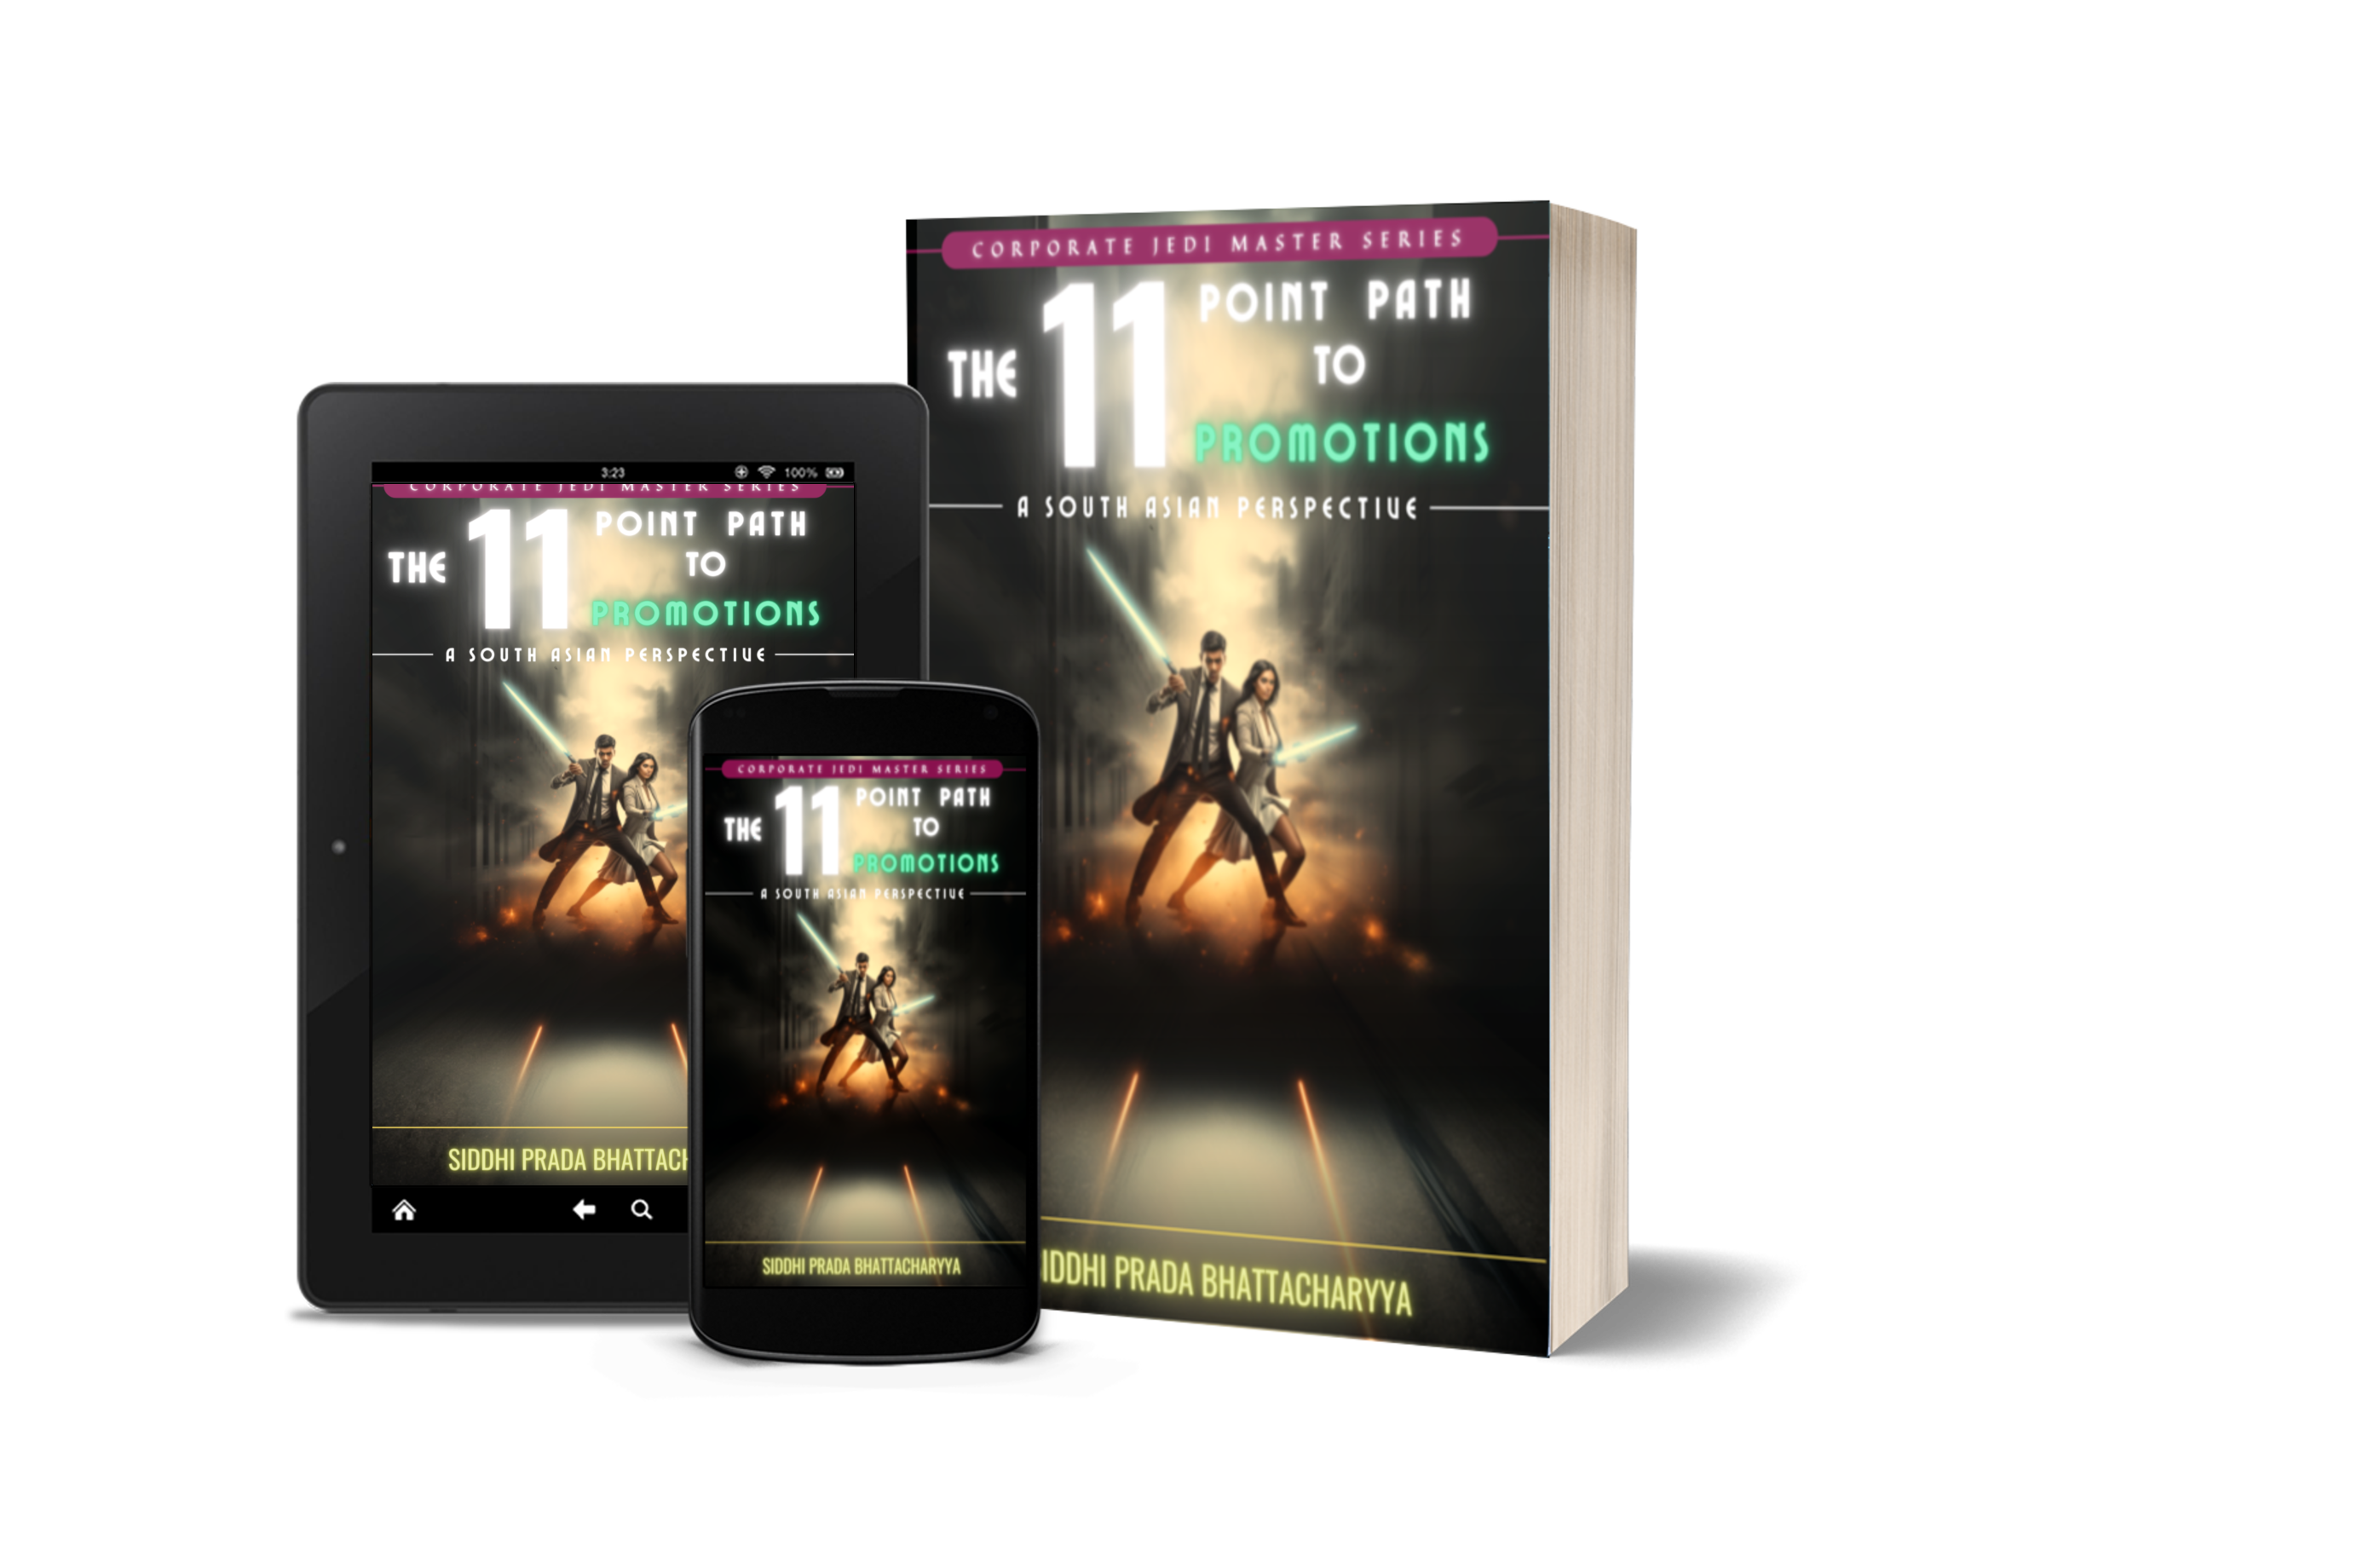 CORPORATE JEDI MASTER SERIES
THE 11 POINT PATH
TO
PROMOTIONS
A SOUTH ASIAN PERSPECTIVE
IDDHI PRADA BHATTACHARYYA
3:23 100%
CORPORATE JEDI MASTER SERIES
THE 11 POINT PATH
TO
PROMOTIONS
A SOUTH ASIAN PERSPECTIVE
SIDDHI PRADA BHATTACH
CORPORATE JEDI MASTER SERIES
THE 11 POINT PATH
TO
PROMOTIONS
A SOUTH ASIAN PERSPECTIVE
SIDDHI PRADA BHATTACHARYYA